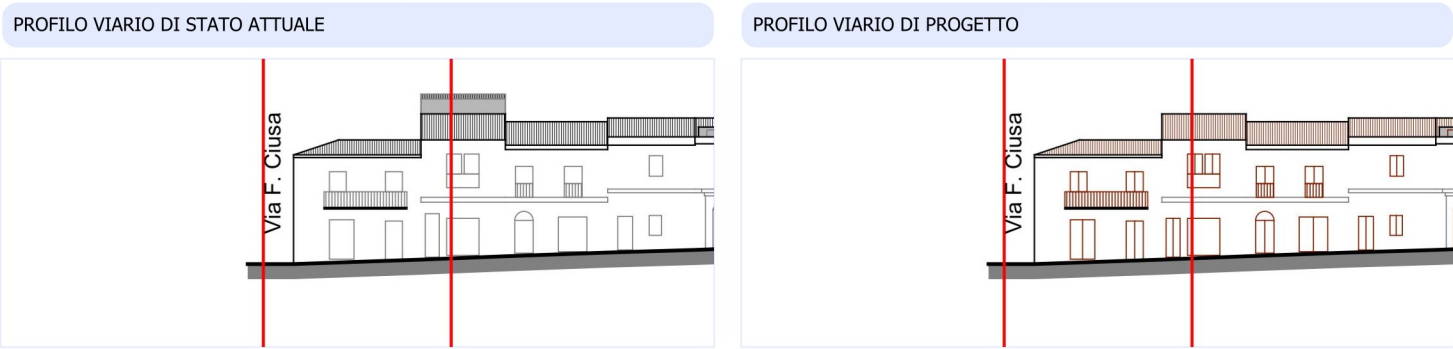 PROFILO VIARIO DI STATO ATTUALE
PROFILO VIARIO DI PROGETTO
Via F. Ciusa
Via F. Ciusa